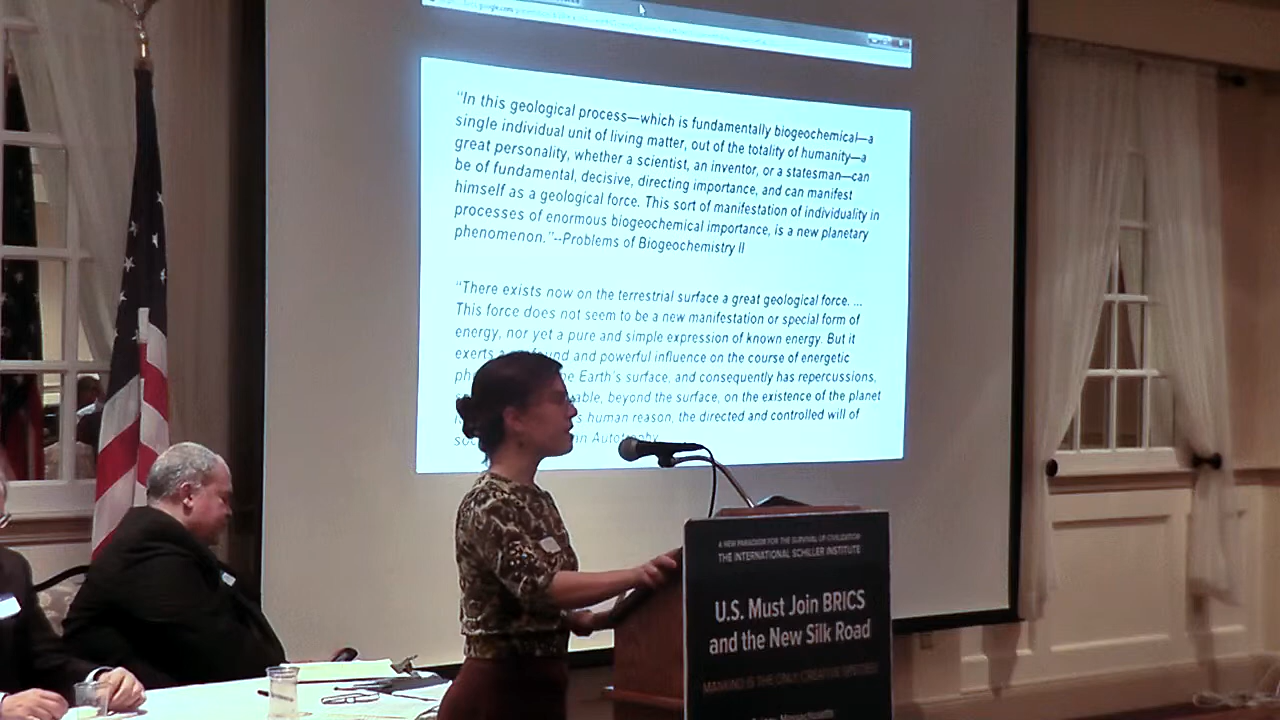 "In this geological process—which is fundamentally biogeochemical—a
single individual unit of living matter, out of the totality of humanity—a
great personality, whether a scientist, an inventor, or a statesman—can
be of fundamental, decisive, directing importance, and can manifest
himself as a geological force. This sort of manifestation of individuality in
processes of enormous biogeochemical importance, is a new planetary
phenomenon."--Problems of Biogeochemistry II
"There exists now on the terrestrial surface a great geological force. ...
This force does not seem to be a new manifestation or special form of
energy, nor yet a pure and simple expression of known energy. But it
exerts and powerful influence on the course of energetic
Earth's surface, and consequently has repercussions,
beyond the surface, on the existence of the planet
human reason, the directed and controlled will of
A NEW PARADIGM FOR THE SURVIVAL OF CIVILIZATION
THE INTERNATIONAL SCHILLER INSTITUTE
U.S. Must Join BRICS
and the New Silk Road
MANKIND IS THE ONLY CREATIVE SPECIES!